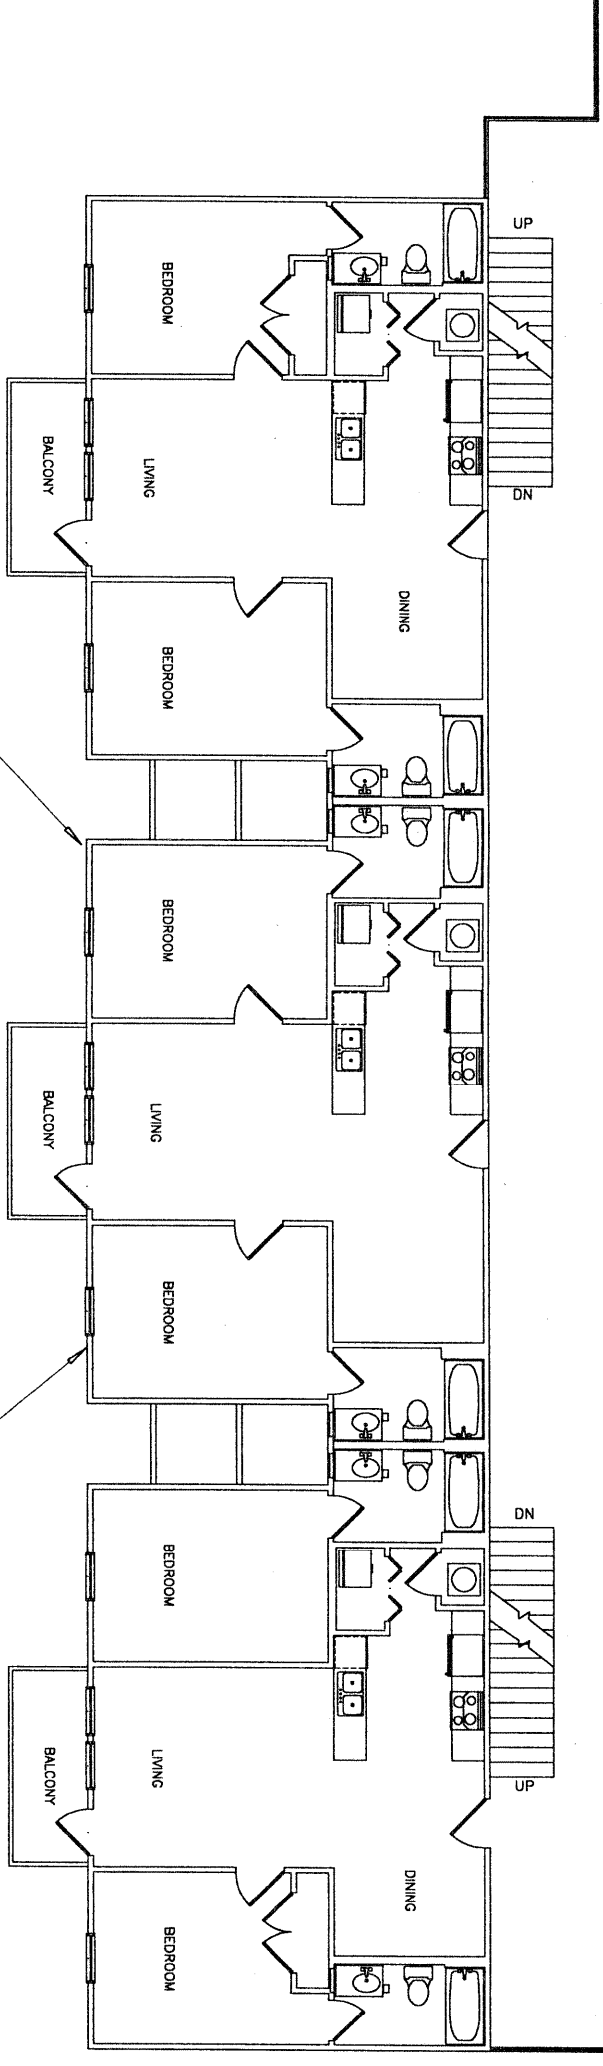 UP
BEDROOM
DN
BALCONY
LIVING
DINING
BEDROOM
BEDROOM
BALCONY
LIVING
BEDROOM
DN
BEDROOM
BALCONY
LIVING
UP
DINING
BEDROOM